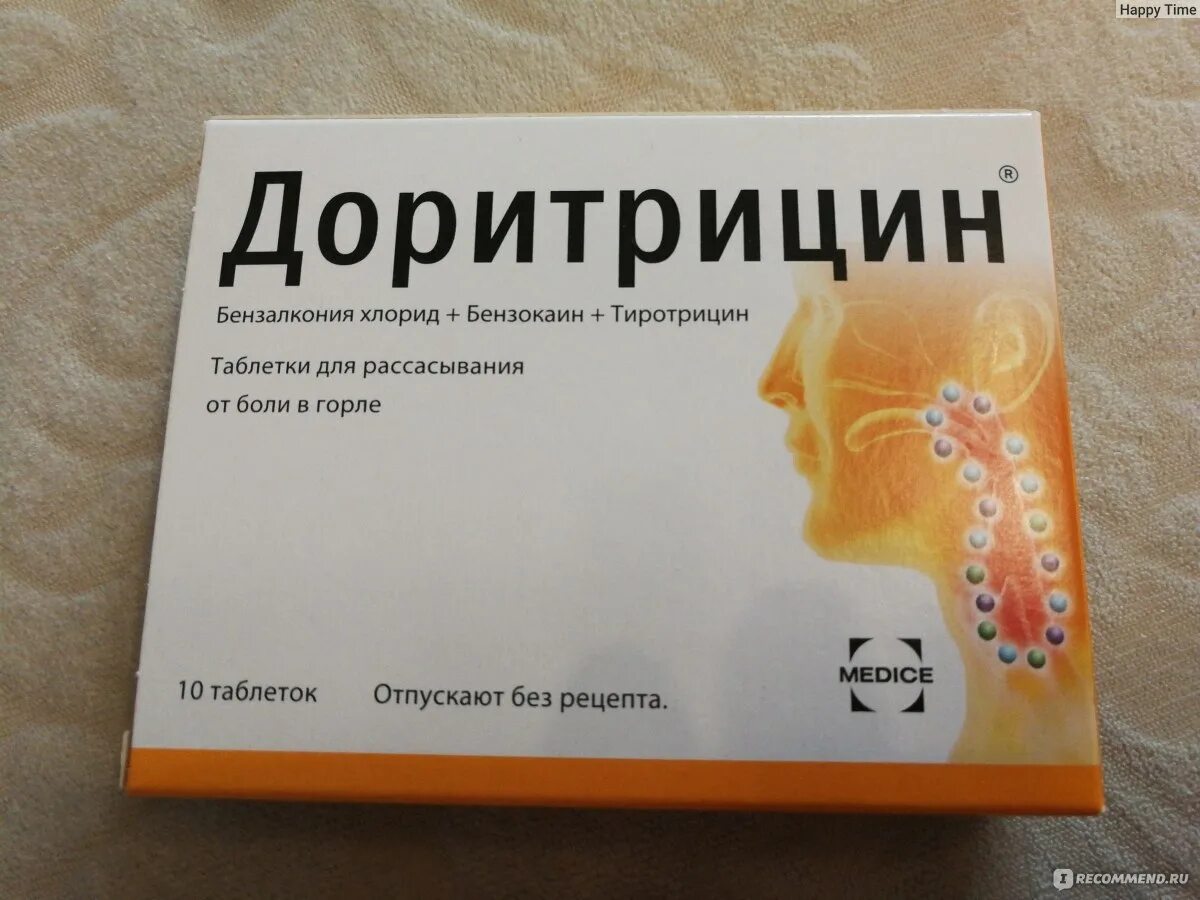 Happy Time
Доритрицин®
Бензалкония хлорид + Бензокаин + Тиротрицин
Таблетки для рассасывания
от боли в горле
MEDICE
10 таблеток Отпускают без рецепта.
IRECOMMEND.RU